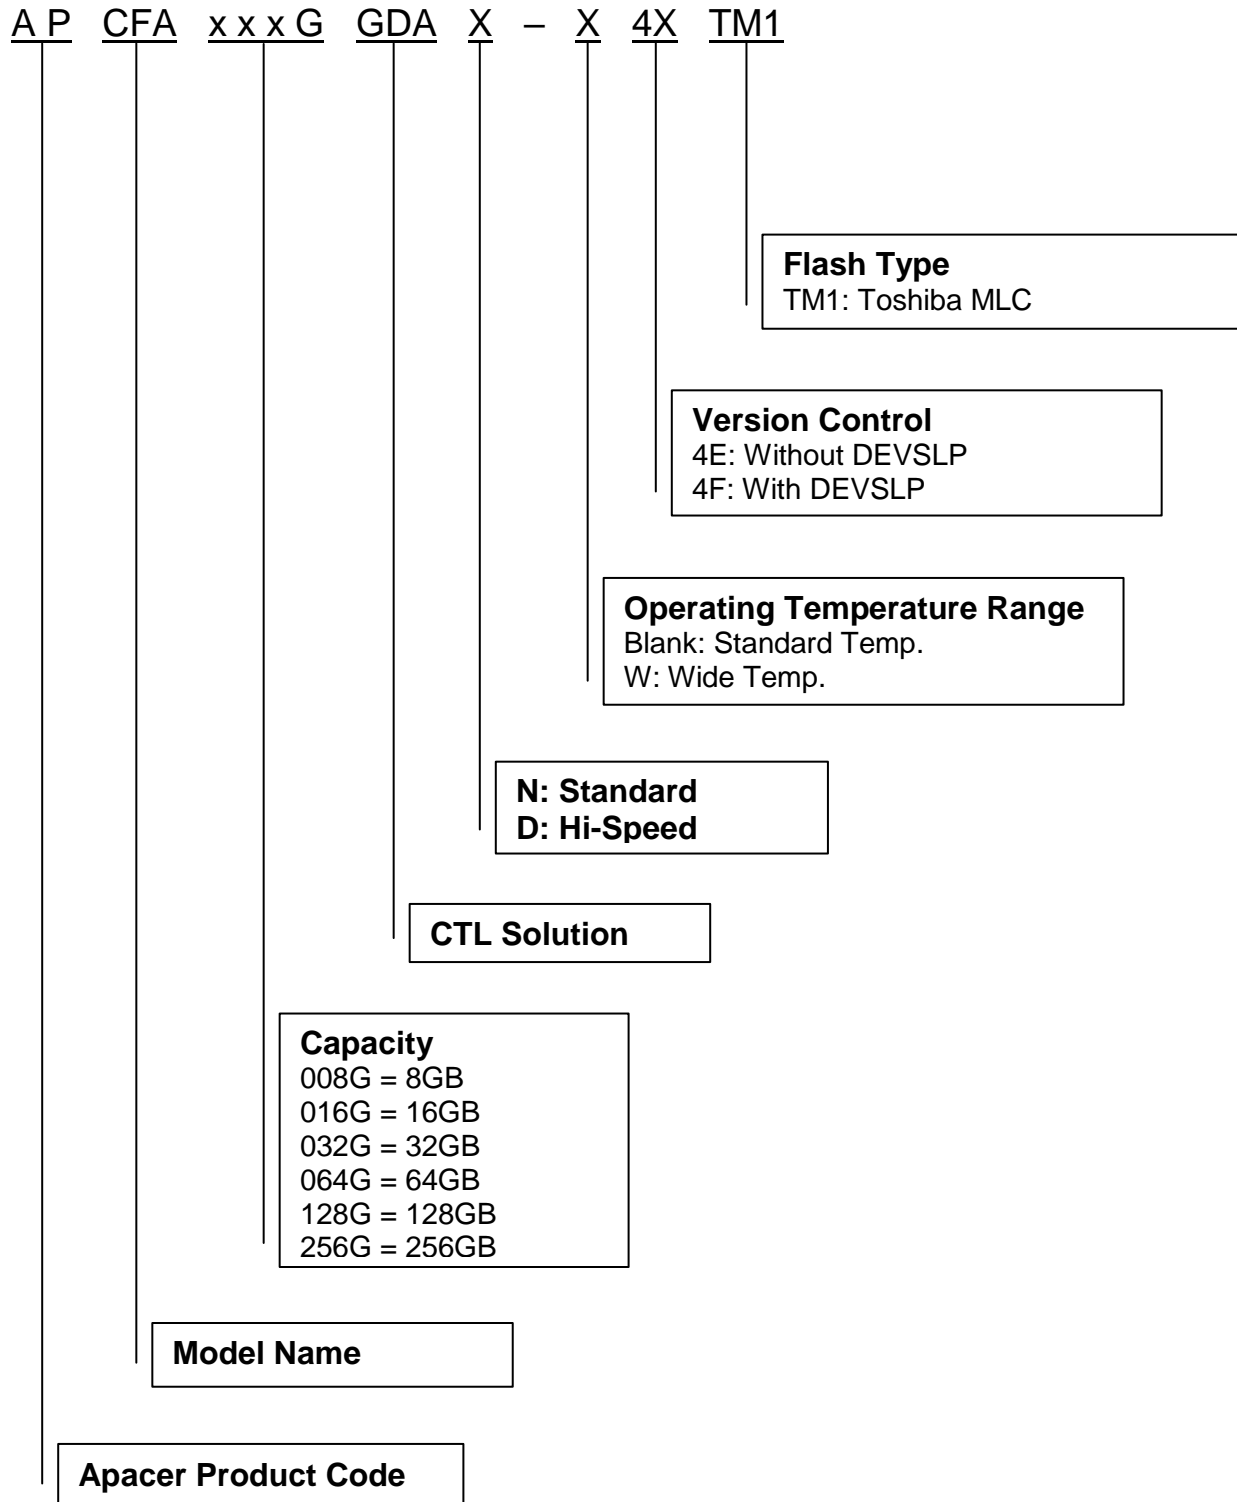 A P CFA x x x G GDA X – X 4X TM1
Flash Type
TM1: Toshiba MLC
Version Control
4E: Without DEVSLP
4F: With DEVSLP
Operating Temperature Range
Blank: Standard Temp.
W: Wide Temp.
N: Standard
D: Hi-Speed
CTL Solution
Capacity
008G = 8GB
016G = 16GB
032G = 32GB
064G = 64GB
128G = 128GB
256G = 256GB
Model Name
Apacer Product Code